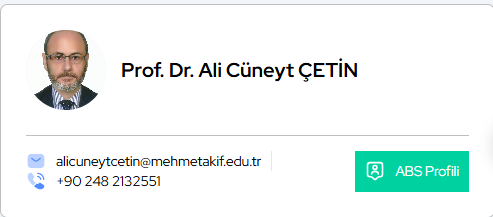 Prof. Dr. Ali Cüneyt ÇETİN
alicuneytcetin@mehmetakif.edu.tr
+90 248 2132551
ABS Profili